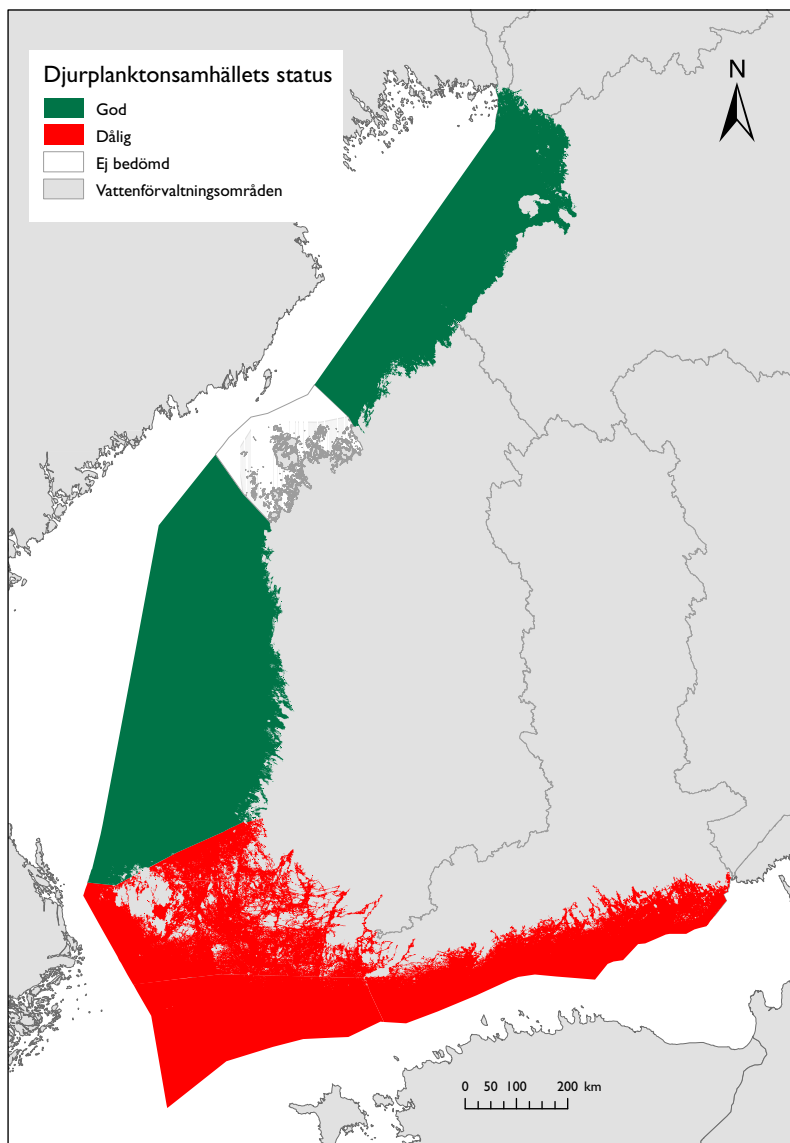 Djurplanktonsamhällets status
God
Dålig
Ej bedömd
Vattenförvaltningsområden
N
0 50 100 200 km